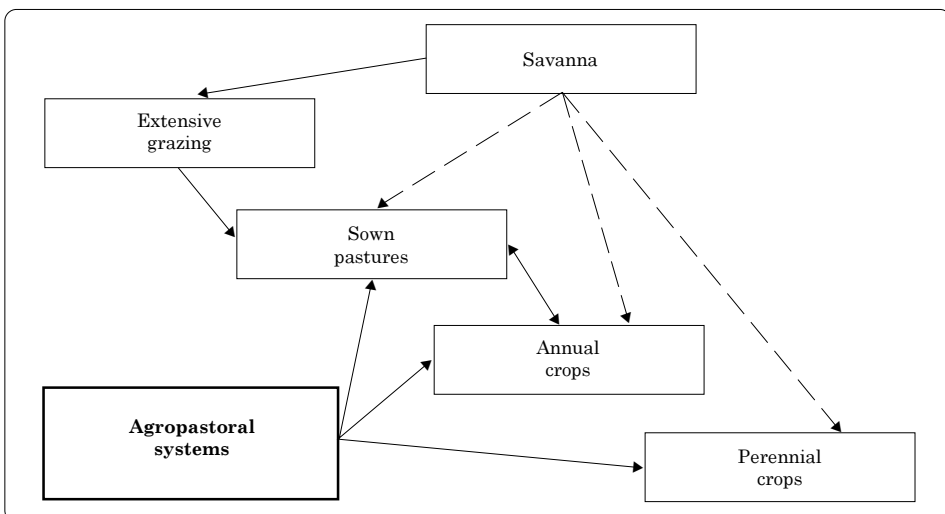 Savanna
Extensive
grazing
Sown
pastures
Annual
crops
Agropastoral
systems
Perennial
crops